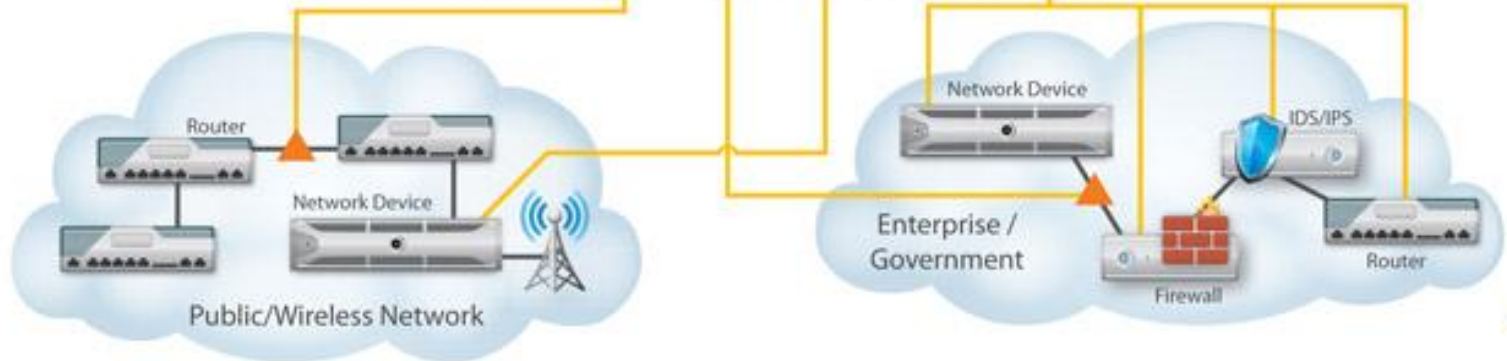 Router
Network Device
Public/Wireless Network
Network Device
IDS/IPS
Enterprise /
Government
Firewall
Router